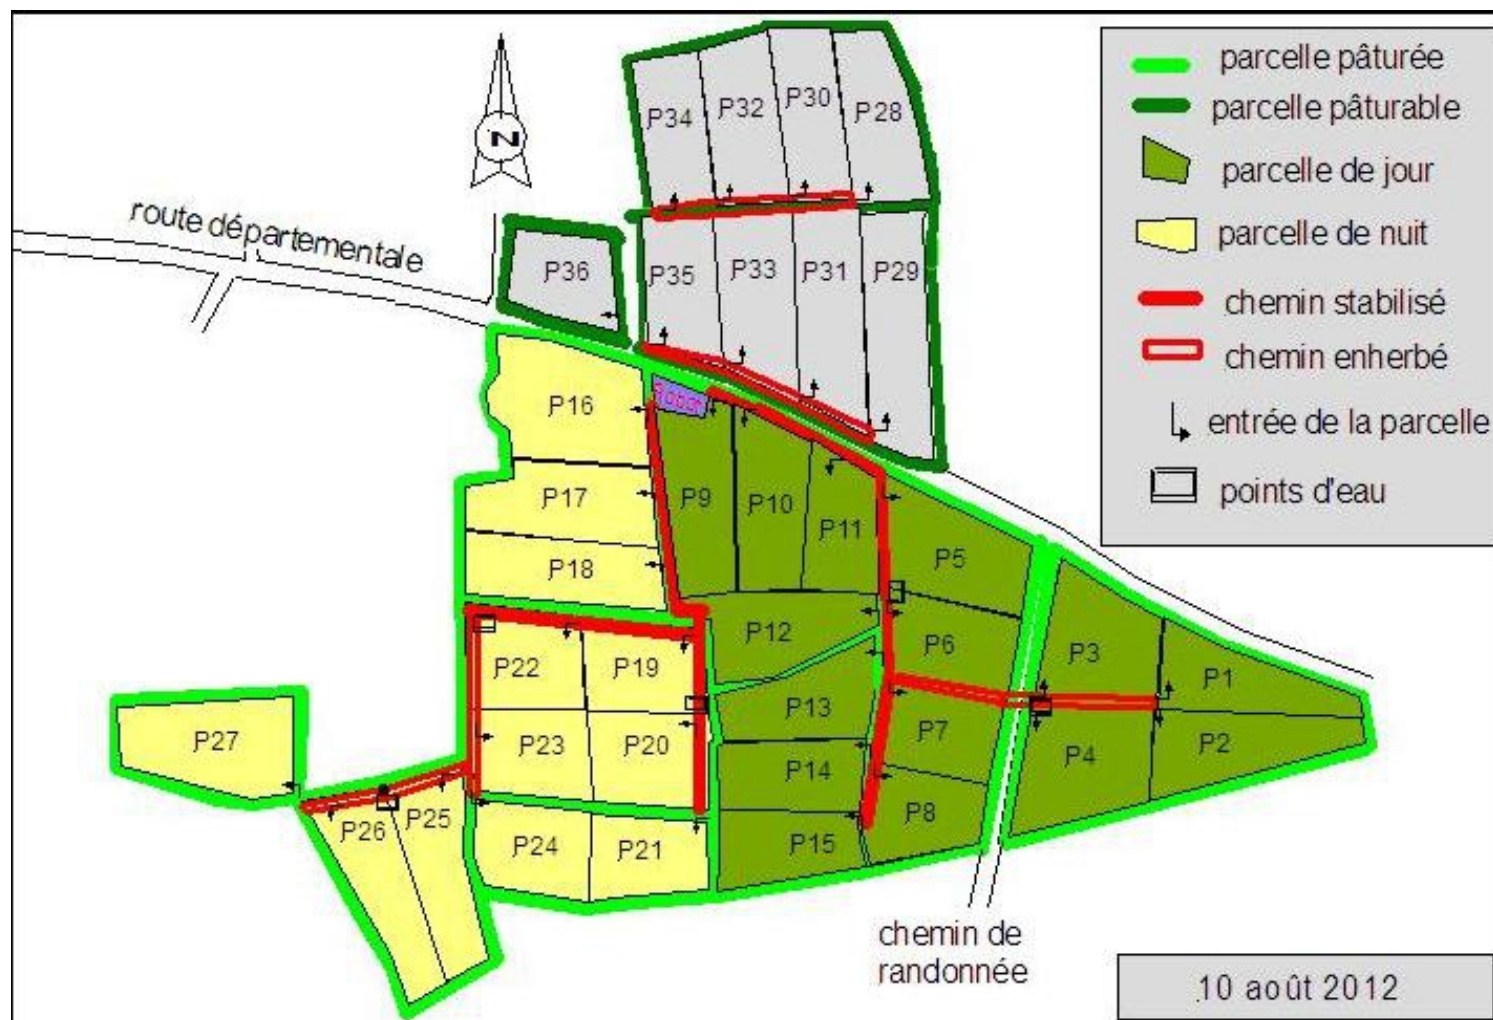 parcelle pâturée
parcelle pâturable
parcelle de jour
parcelle de nuit
chemin stabilisé
chemin enherbé
entrée de la parcelle
points d'eau
route départementale
N
P34
P32
P30
P28
P36
P35
P33
P31
P29
Robot
P16
P17
P18
P9
P10
P11
P5
P12
P6
P3
P1
P22
P19
P13
P7
P4
P2
P27
P23
P20
P14
P26
P25
P24
P21
P15
P8
chemin de
randonnée
10 août 2012